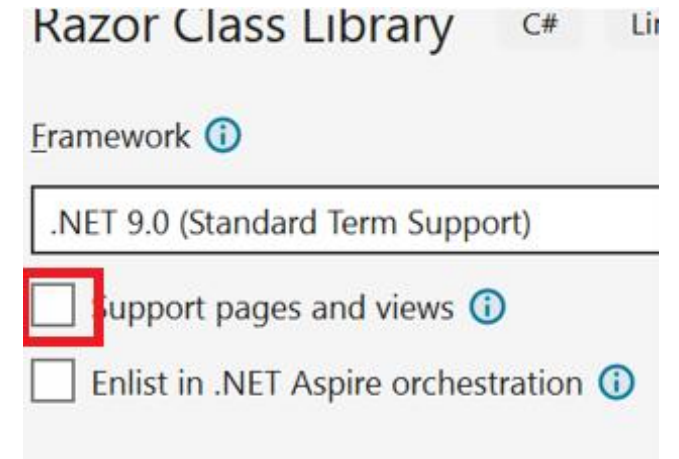 Razor Class Library C#
Framework
.NET 9.0 (Standard Term Support)
Support pages and views
Enlist in .NET Aspire orchestration